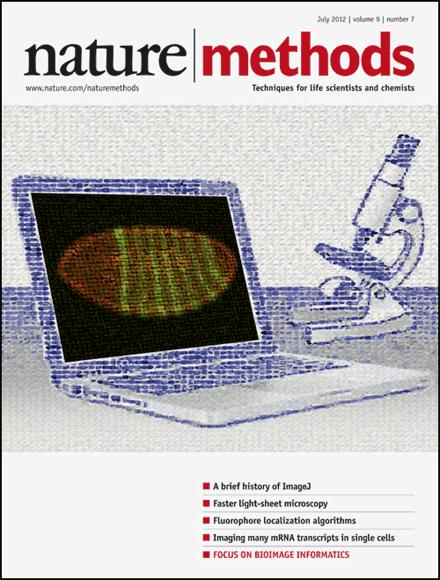 July 2012 | volume 9 | number 7
nature methods
www.nature.com/naturemethods Techniques for life scientists and chemists
A brief history of ImageJ
Faster light-sheet microscopy
Fluorophore localization algorithms
Imaging many mRNA transcripts in single cells
FOCUS ON BIOIMAGE INFORMATICS